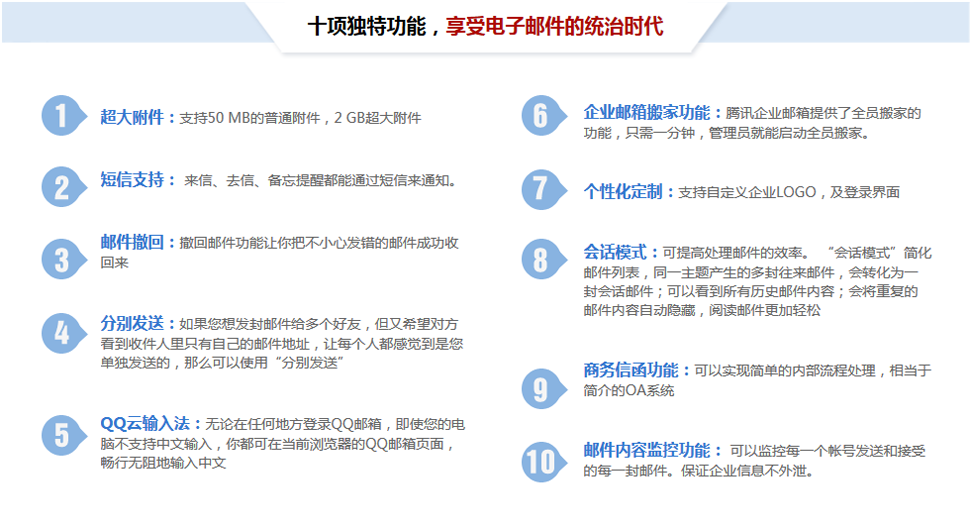 十项独特功能，享受电子邮件的统治时代
1
超大附件：支持50 MB的普通附件，2 GB超大附件
2
短信支持： 来信、去信、备忘提醒都能通过短信来通知。
3
邮件撤回：撤回邮件功能让你把不小心发错的邮件成功收
回来
4
分别发送：如果您想发封邮件给多个好友，但又希望对方
看到收件人里只有自己的邮件地址，让每个人都感觉到是您
单独发送的，那么可以使用“分别发送”
5
QQ云输入法：无论在任何地方登录QQ邮箱，即使您的电
脑不支持中文输入，你都可在当前浏览器的QQ邮箱页面，
畅行无阻地输入中文
6
企业邮箱搬家功能：腾讯企业邮箱提供了全员搬家的
功能，只需一分钟，管理员就能启动全员搬家。
7
个性化定制：支持自定义企业LOGO，及登录界面
8
会话模式：可提高处理邮件的效率。 “会话模式”简化
邮件列表，同一主题产生的多封往来邮件，会转化为一
封会话邮件；可以看到所有历史邮件内容；会将重复的
邮件内容自动隐藏，阅读邮件更加轻松
9
商务信函功能：可以实现简单的内部流程处理，相当于
简介的OA系统
10
邮件内容监控功能： 可以监控每一个帐号发送和接受
的每一封邮件。保证企业信息不外泄。